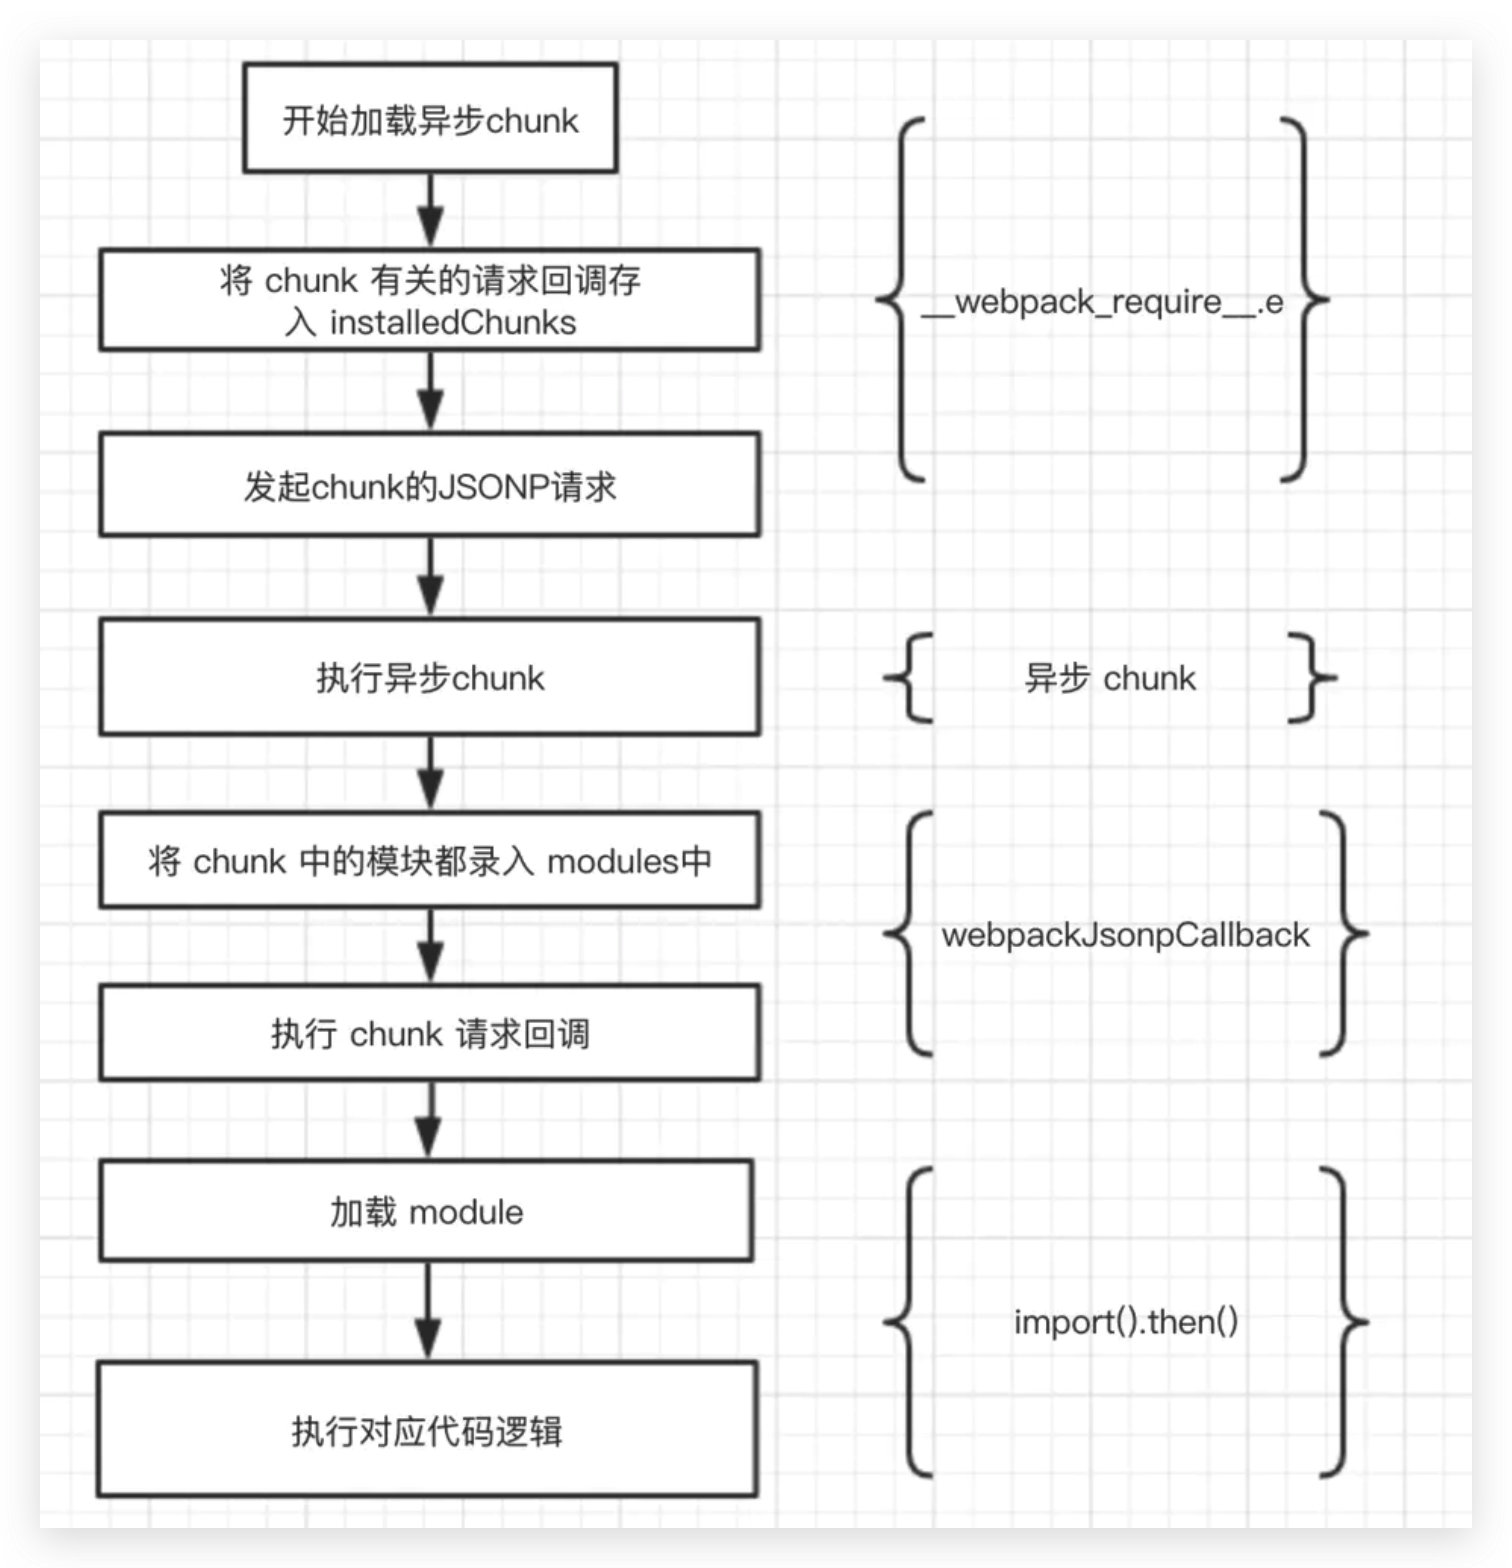 开始加载异步chunk
将 chunk 有关的请求回调存
入 installedChunks
__webpack_require__.e
发起chunk的JSONP请求
执行异步chunk
异步 chunk
将 chunk 中的模块都录入 modules中
webpackJsonpCallback
执行 chunk 请求回调
加载 module
import().then()
执行对应代码逻辑